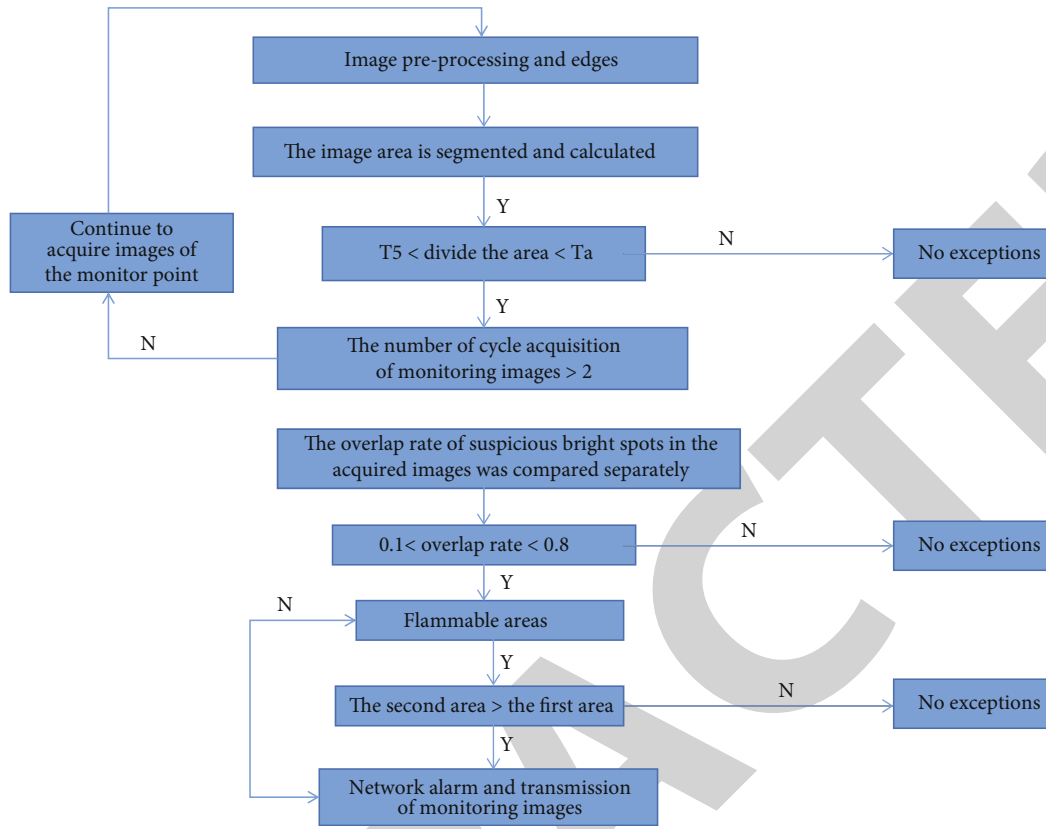 Image pre-processing and edges
The image area is segmented and calculated
Y
Continue to
acquire images of
the monitor point
T5 < divide the area < Ta
N
No exceptions
Y
N
The number of cycle acquisition
of monitoring images > 2
The overlap rate of suspicious bright spots in the
acquired images was compared separately
0.1< overlap rate < 0.8
N
No exceptions
Y
N
Flammable areas
Y
The second area > the first area
N
No exceptions
Y
Network alarm and transmission
of monitoring images